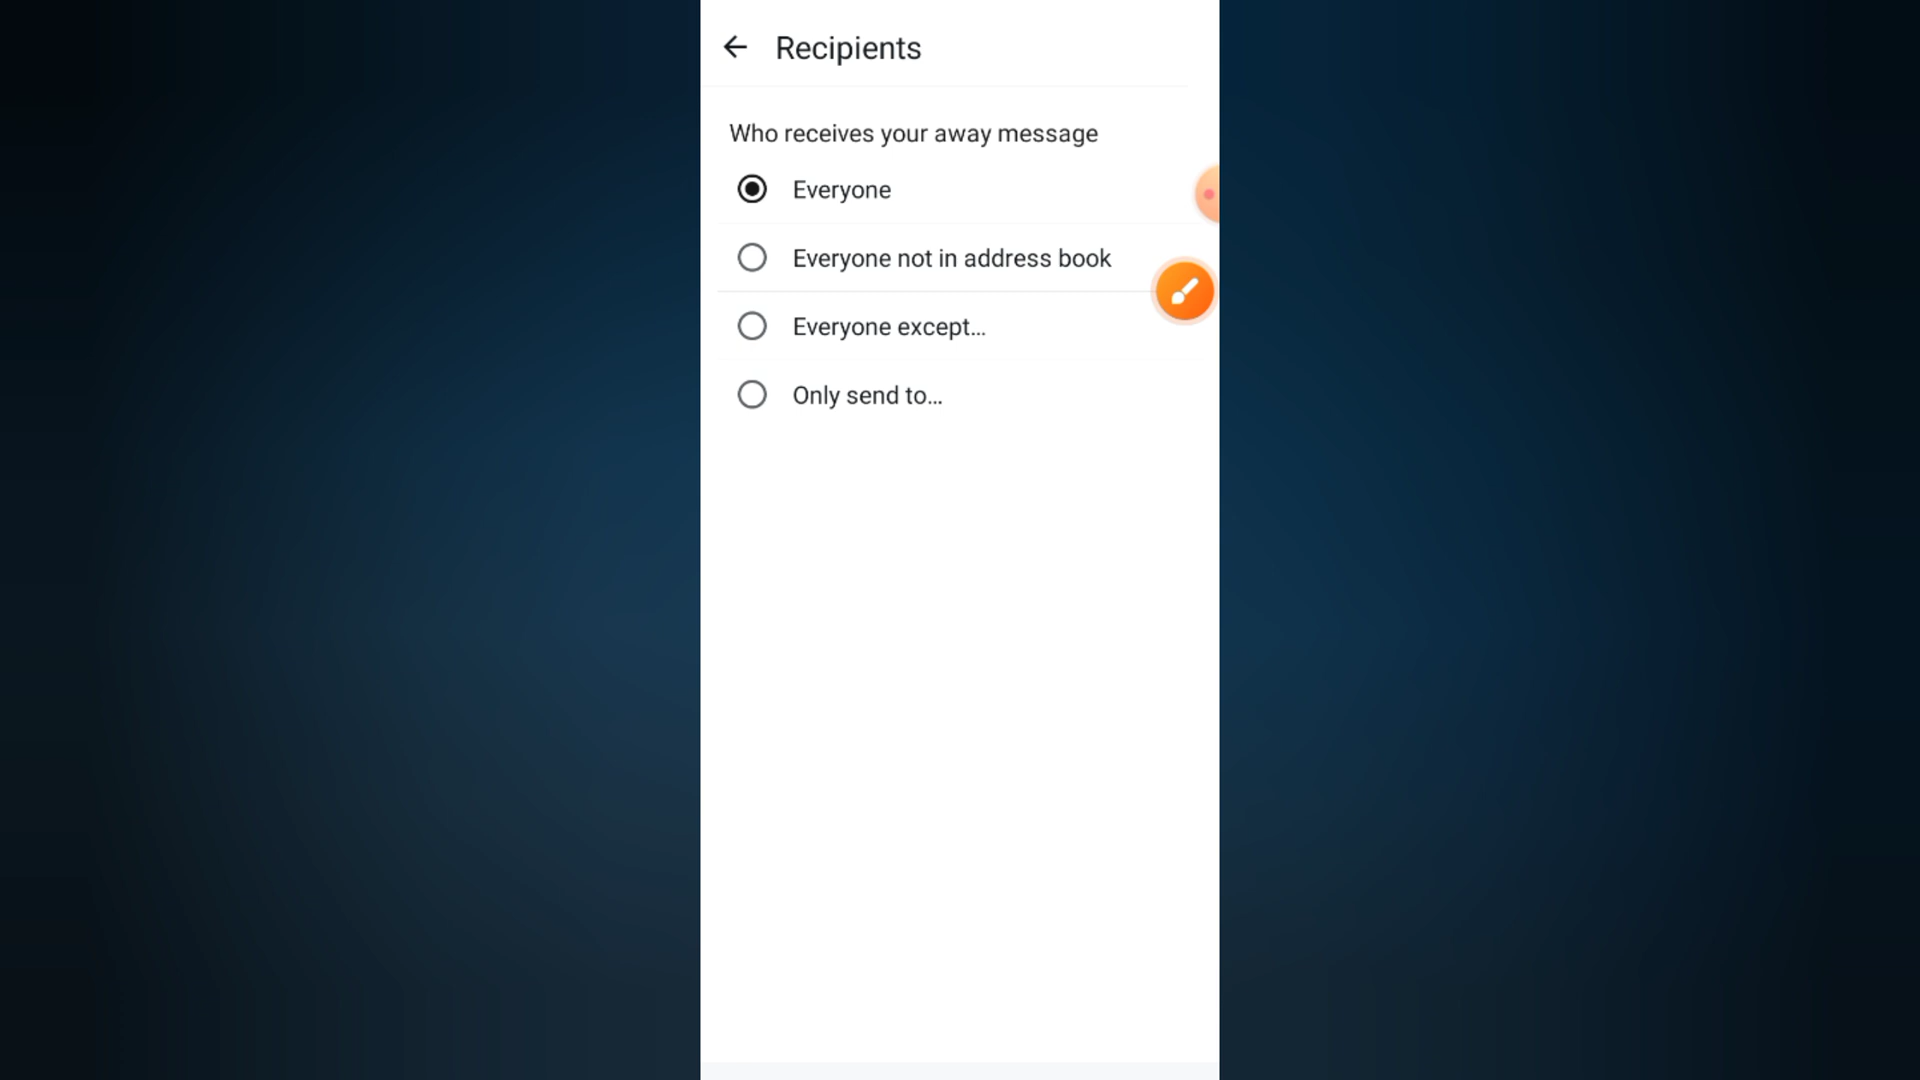 Recipients
Who receives your away message
Everyone
Everyone not in address book
Everyone except...
Only send to...